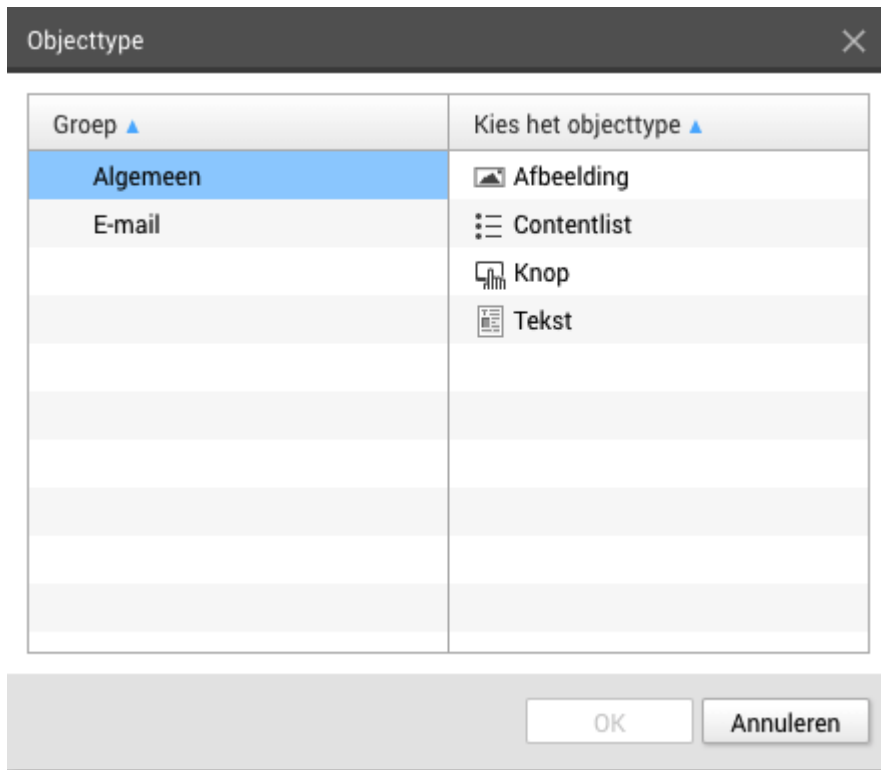 Objecttype
Groep Kies het objecttype
Algemeen Afbeelding
E-mail Contentlist
Knop
Tekst
OK Annuleren